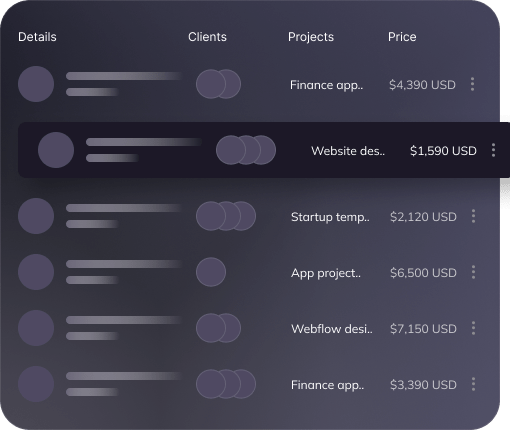 Details Clients Projects Price
Finance app.. $4,390 USD
Website des.. $1,590 USD
Startup temp.. $2,120 USD
App project.. $6,500 USD
Webflow desi.. $7,150 USD
Finance app.. $3,390 USD